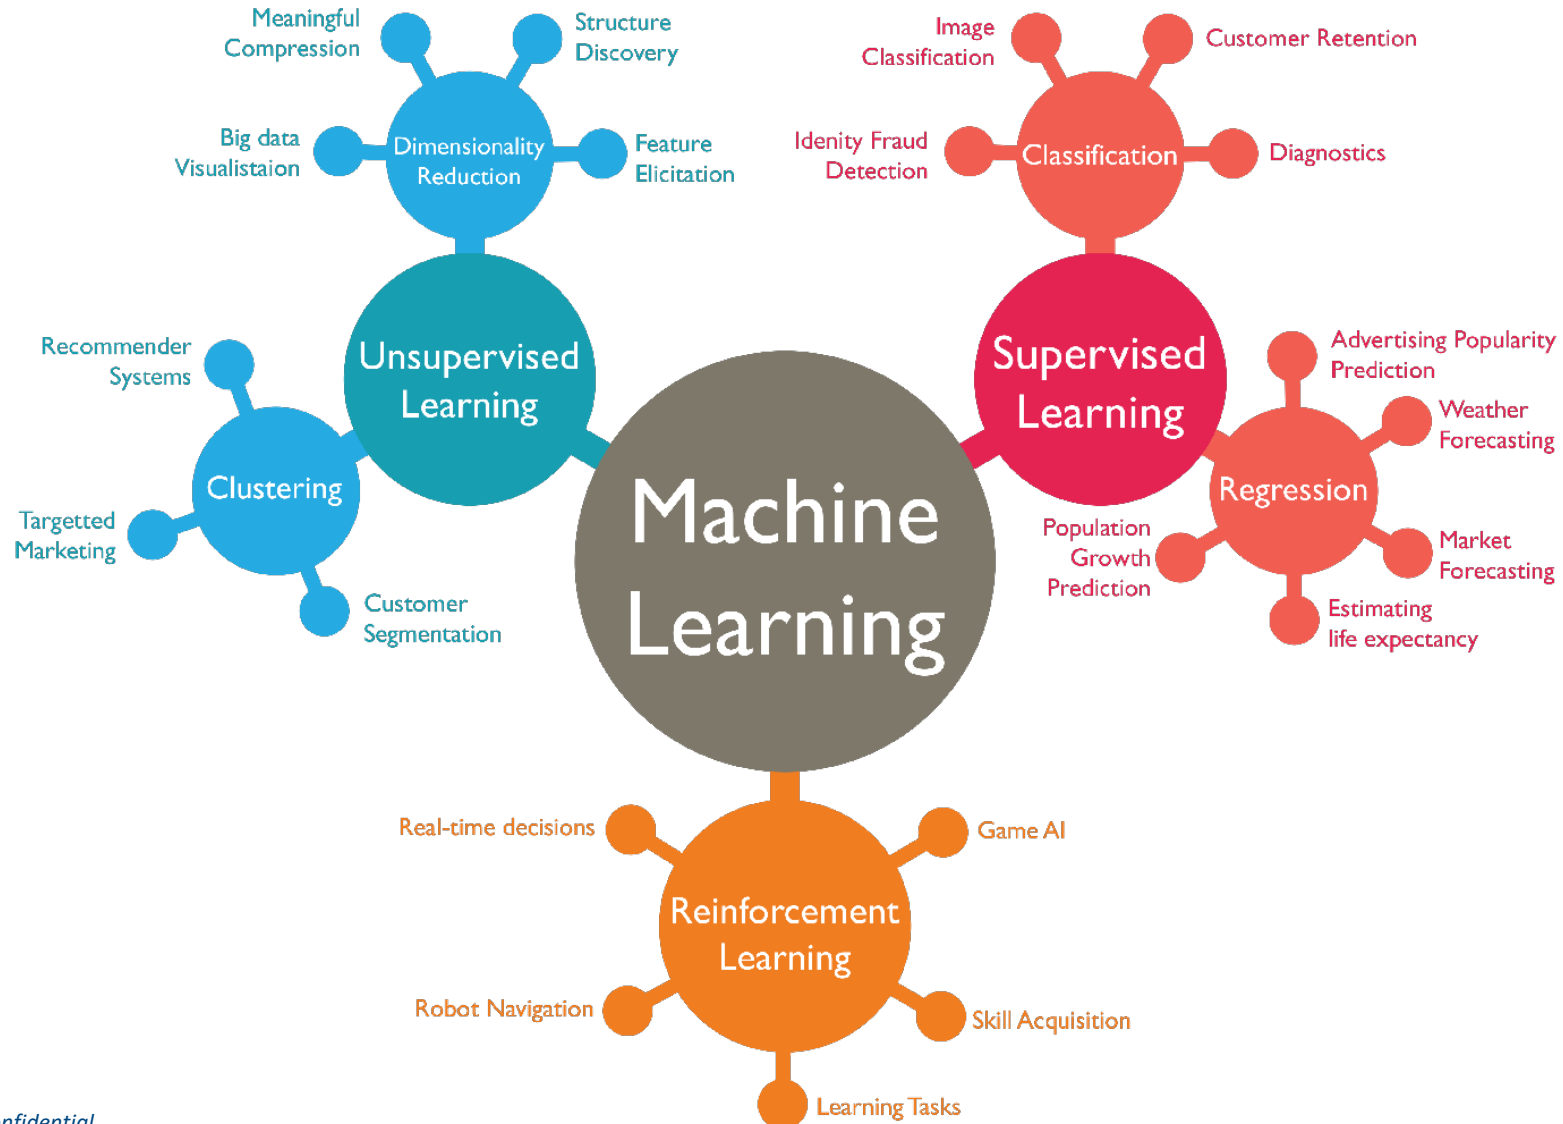 Meaningful
Compression
Structure
Discovery
Big data
Visualistaion
Dimensionality
Reduction
Feature
Elicitation
Image
Classification
Customer Retention
Idenity Fraud
Detection
Classification
Diagnostics
Unsupervised
Learning
Supervised
Learning
Recommender
Systems
Clustering
Targetted
Marketing
Customer
Segmentation
Advertising Popularity
Prediction
Weather
Forecasting
Regression
Population
Growth
Prediction
Market
Forecasting
Estimating
life expectancy
Machine
Learning
Real-time decisions
Game AI
Reinforcement
Learning
Robot Navigation
Skill Acquisition
Learning Tasks
nfidential